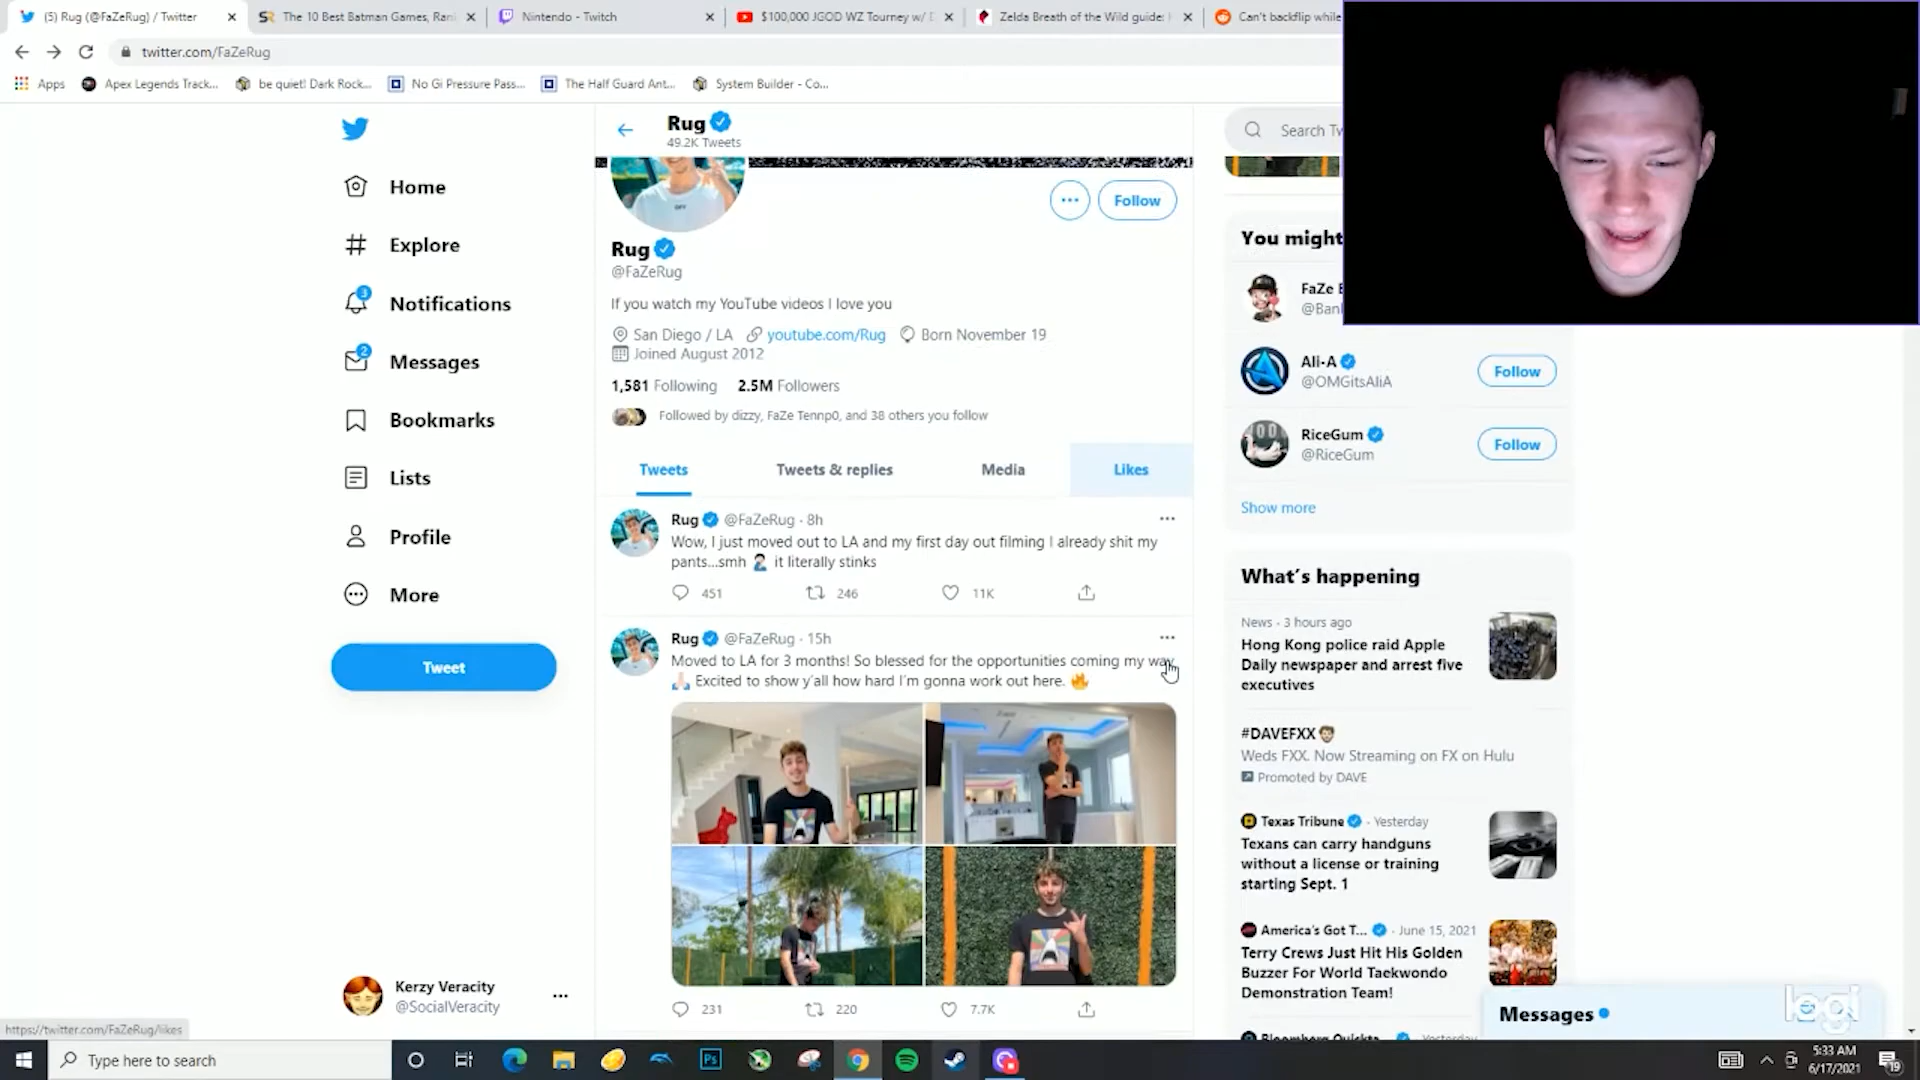 (5) Rug (@FaZeRug) / Twitter
The 10 Best Batman Games, Ran
Nintendo - Twitch
$100,000 JGOD WZ Tourney w/
Zelda Breath of the Wild guide:
Can't backflip while
twitter.com/FaZeRug
Apps
Apex Legends Track...
be quiet! Dark Rock...
No Gi Pressure Pass...
The Half Guard Ant...
System Builder - Co...
Rug
49.2K Tweets
Search Tw
Home
Explore
3
Notifications
2
Messages
Bookmarks
Lists
Profile
More
Tweet
Kerzy Veracity
@SocialVeracity
Follow
Rug
@FaZeRug
If you watch my YouTube videos I love you
San Diego / LA youtube.com/Rug Born November 19
Joined August 2012
1,581 Following 2.5M Followers
Followed by dizzy, FaZe Tennp0, and 38 others you follow
Tweets Tweets & replies Media Likes
Rug @FaZeRug · 8h
Wow, I just moved out to LA and my first day out filming I already shit my
pants...smh 🤦🏻‍♂️ it literally stinks
451 246 11K
Rug @FaZeRug · 15h
Moved to LA for 3 months! So blessed for the opportunities coming my way
🙏🏻 Excited to show y'all how hard I'm gonna work out here. 🔥
231 220 7.7K
You might
FaZe B
@Ban
Ali-A
@OMGitsAliA
Follow
RiceGum
@RiceGum
Follow
Show more
What's happening
News · 3 hours ago
Hong Kong police raid Apple
Daily newspaper and arrest five
executives
#DAVEFXX
Weds FXX. Now Streaming on FX on Hulu
Promoted by DAVE
Texas Tribune · Yesterday
Texans can carry handguns
without a license or training
starting Sept. 1
America's Got T... · June 15, 2021
Terry Crews Just Hit His Golden
Buzzer For World Taekwondo
Demonstration Team!
Yesterday
Messages
logi
https://twitter.com/FaZeRug/likes
Type here to search
Ps
5:33 AM
6/17/2021
19